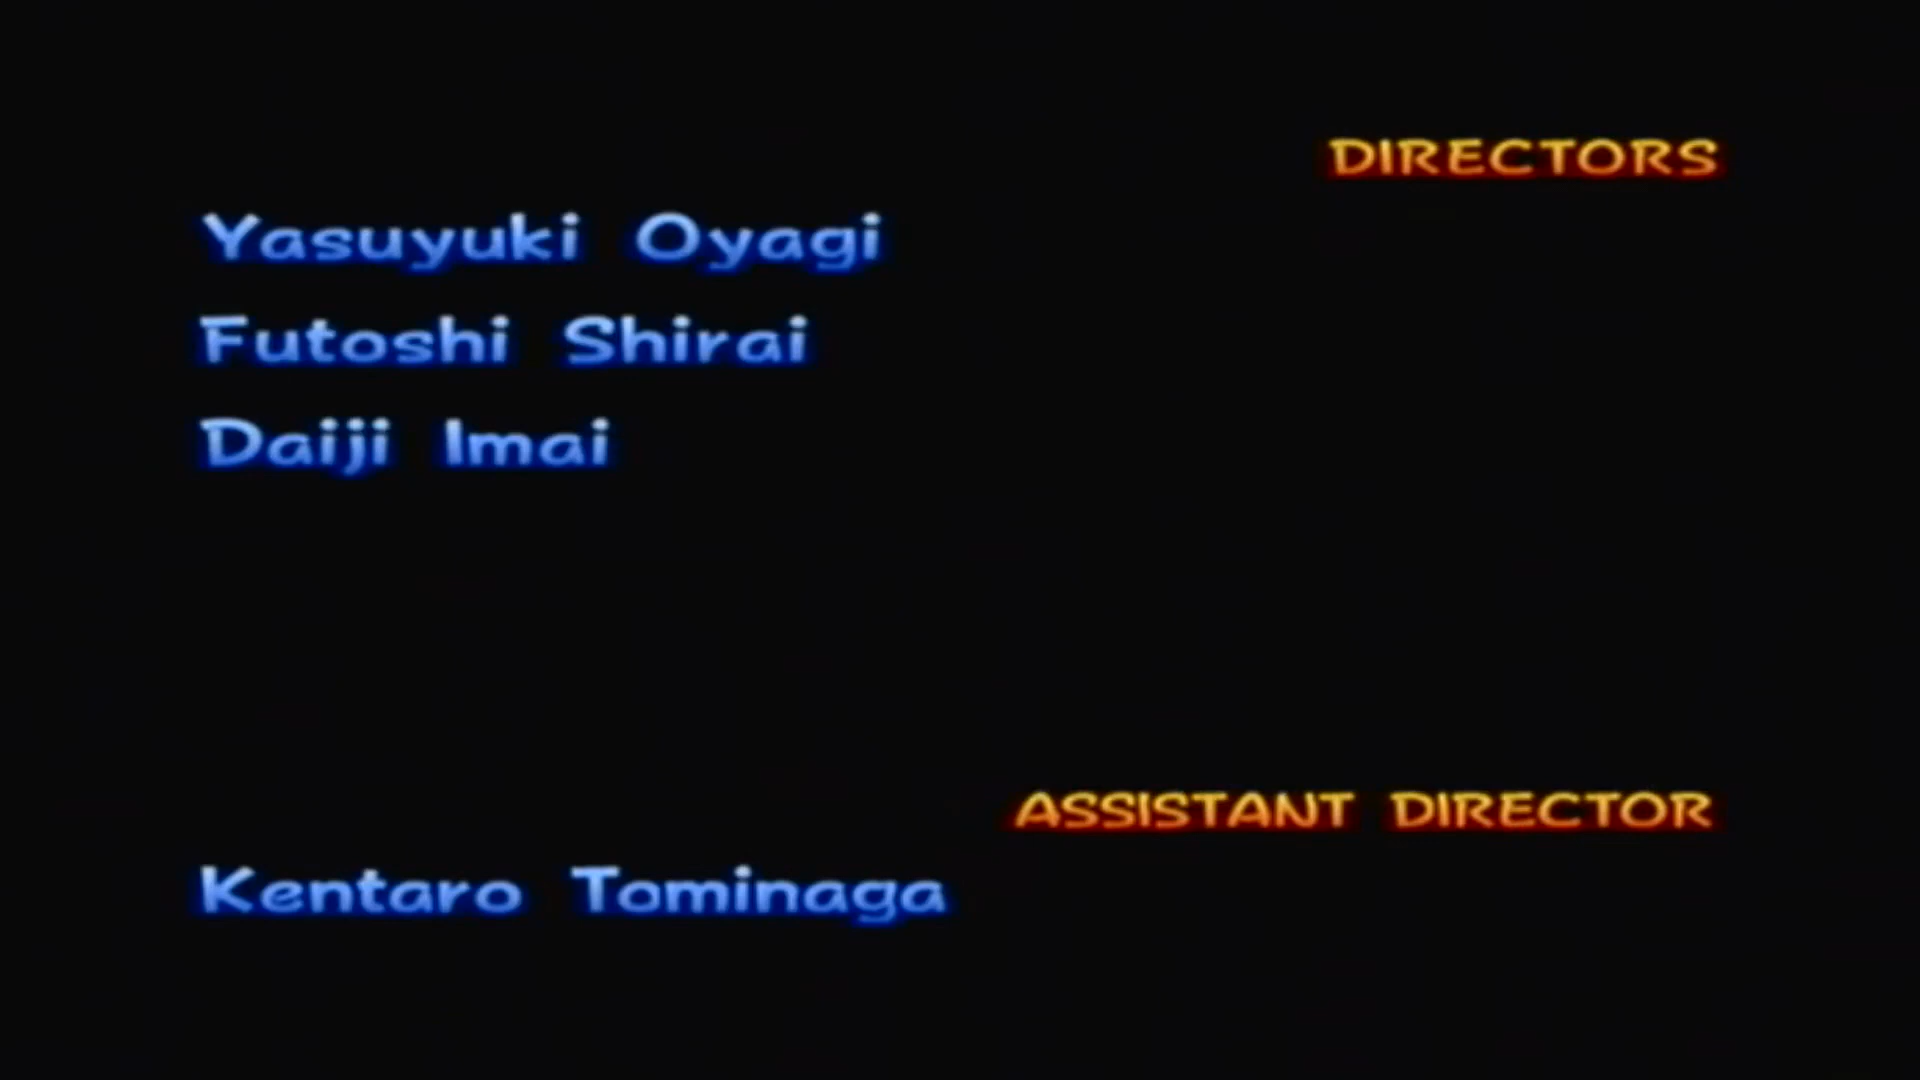 DIRECTORS
Yasuyuki Oyagi
Futoshi Shirai
Daiji Imai
ASSISTANT DIRECTOR
Kentaro Tominaga